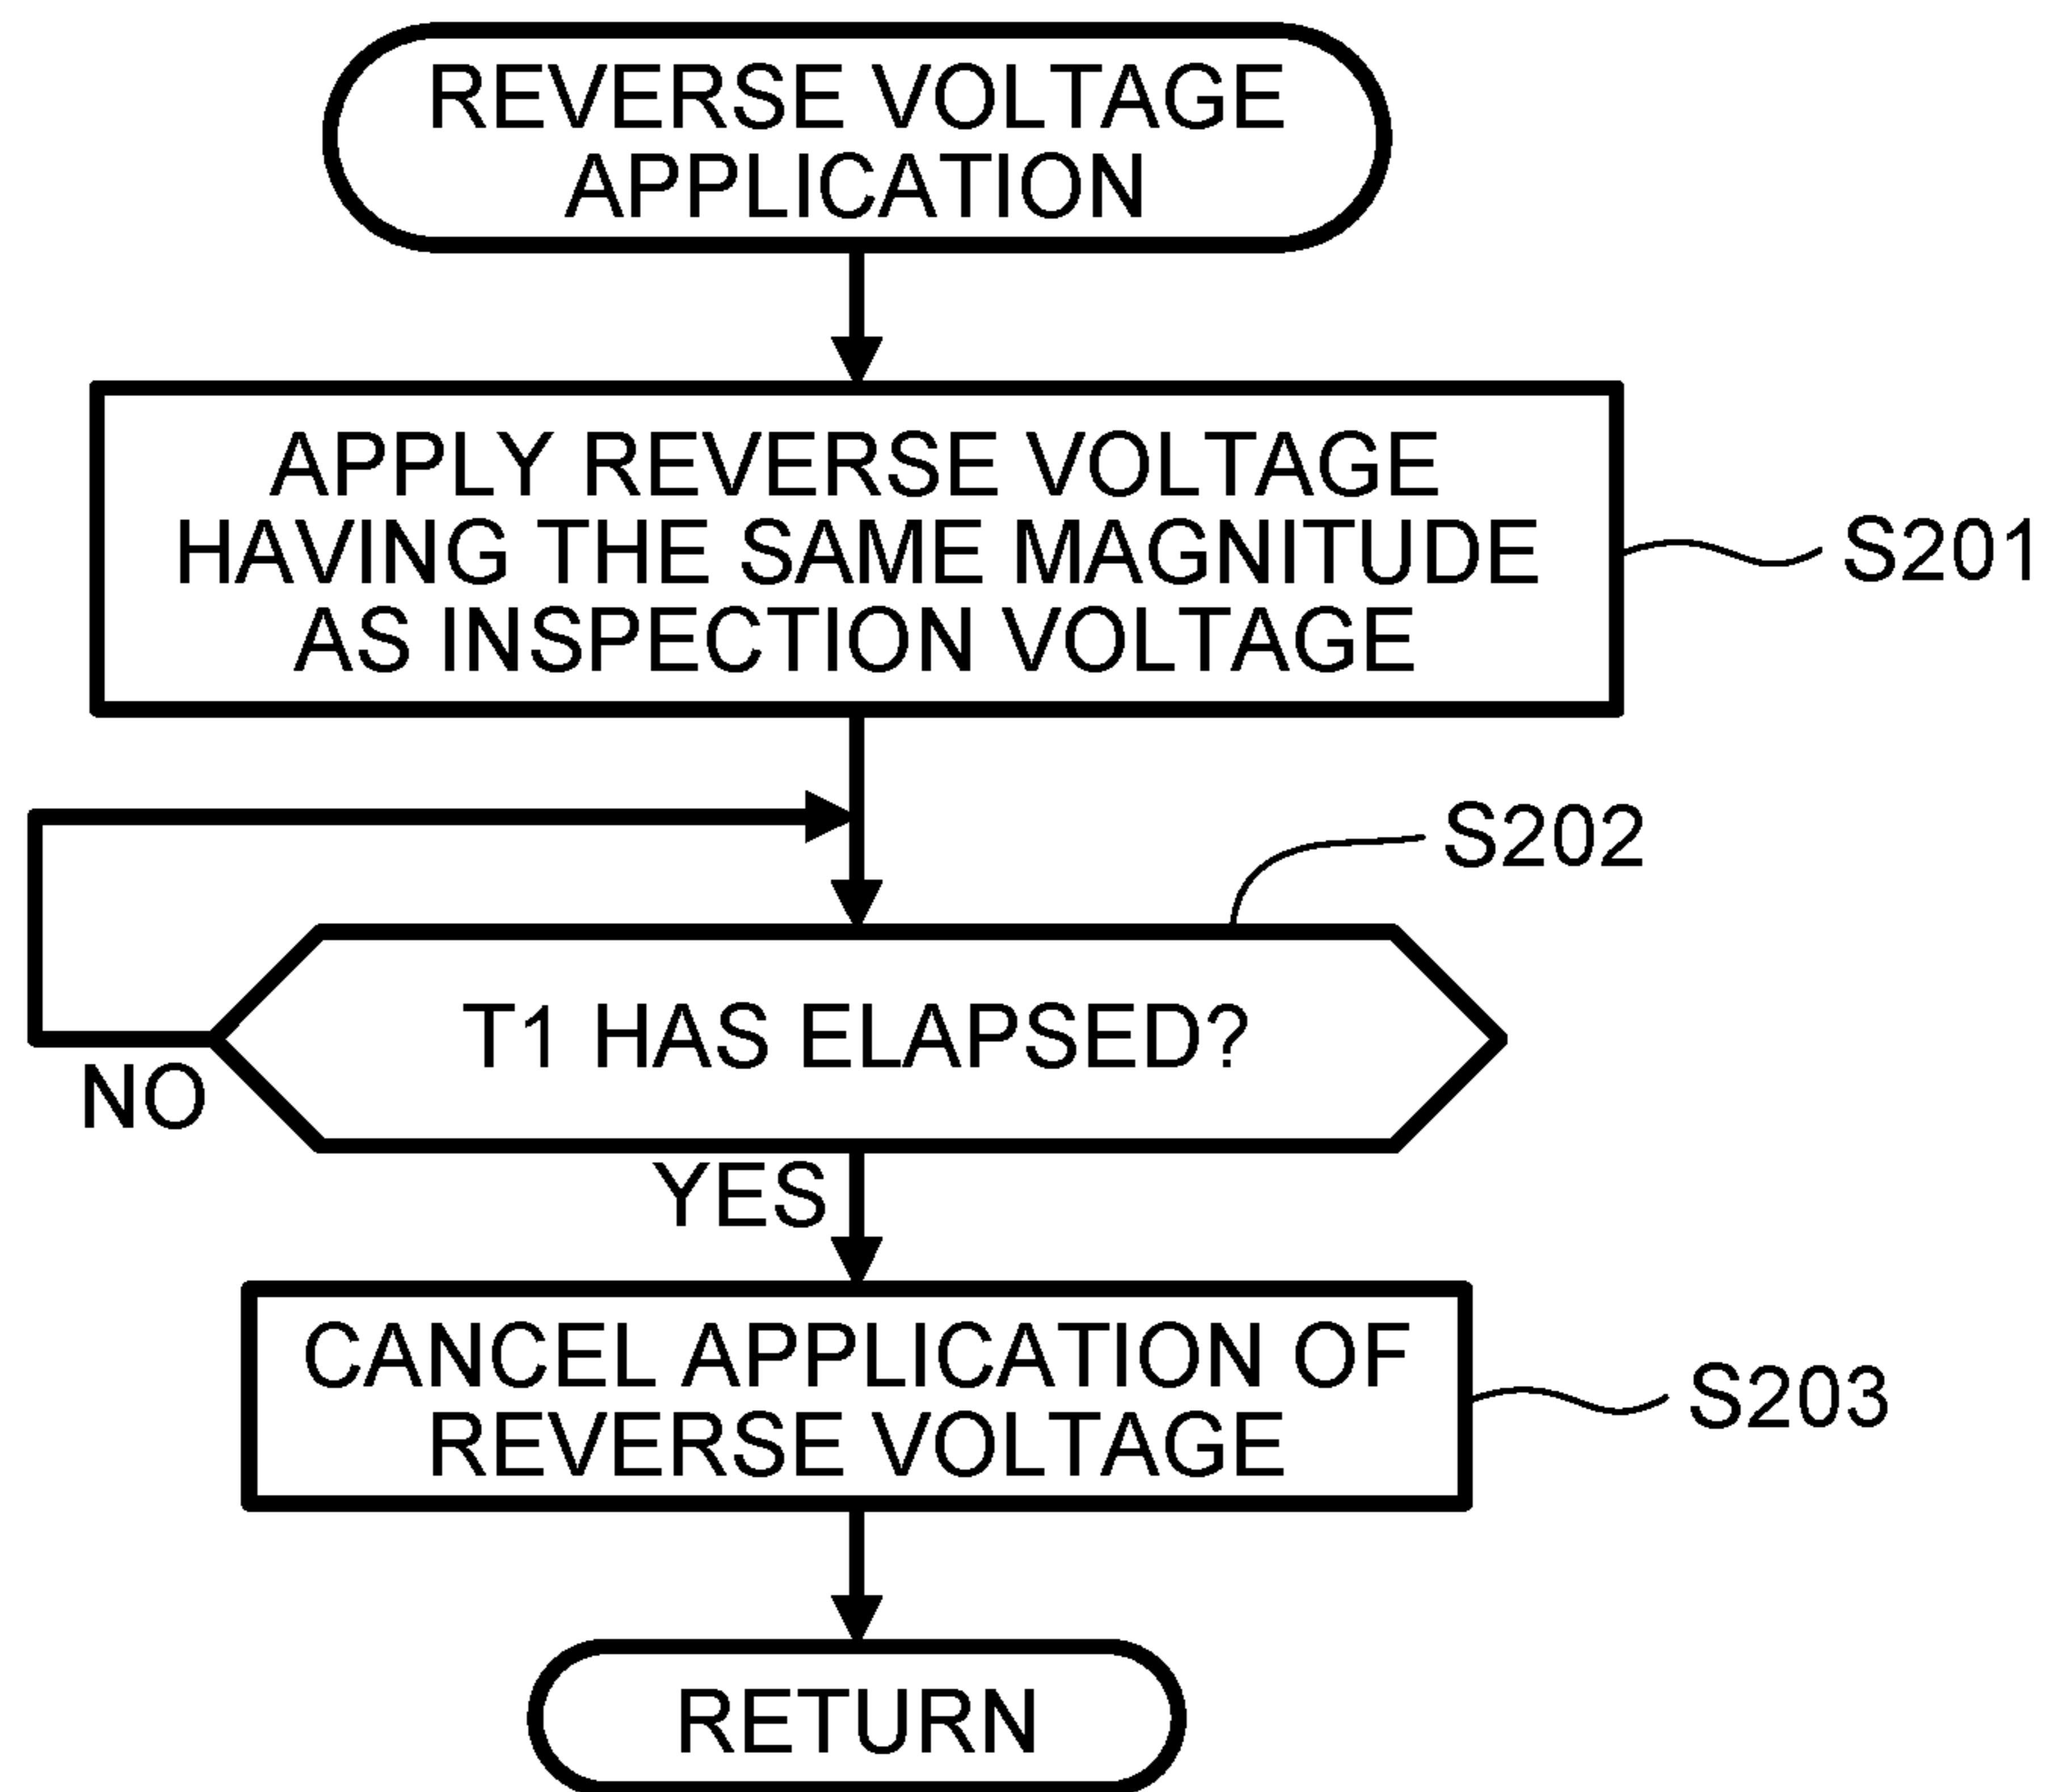 REVERSE VOLTAGE
APPLICATION
APPLY REVERSE VOLTAGE
HAVING THE SAME MAGNITUDE
AS INSPECTION VOLTAGE
S201
S202
T1 HAS ELAPSED?
NO
YES
CANCEL APPLICATION OF
REVERSE VOLTAGE
S203
RETURN